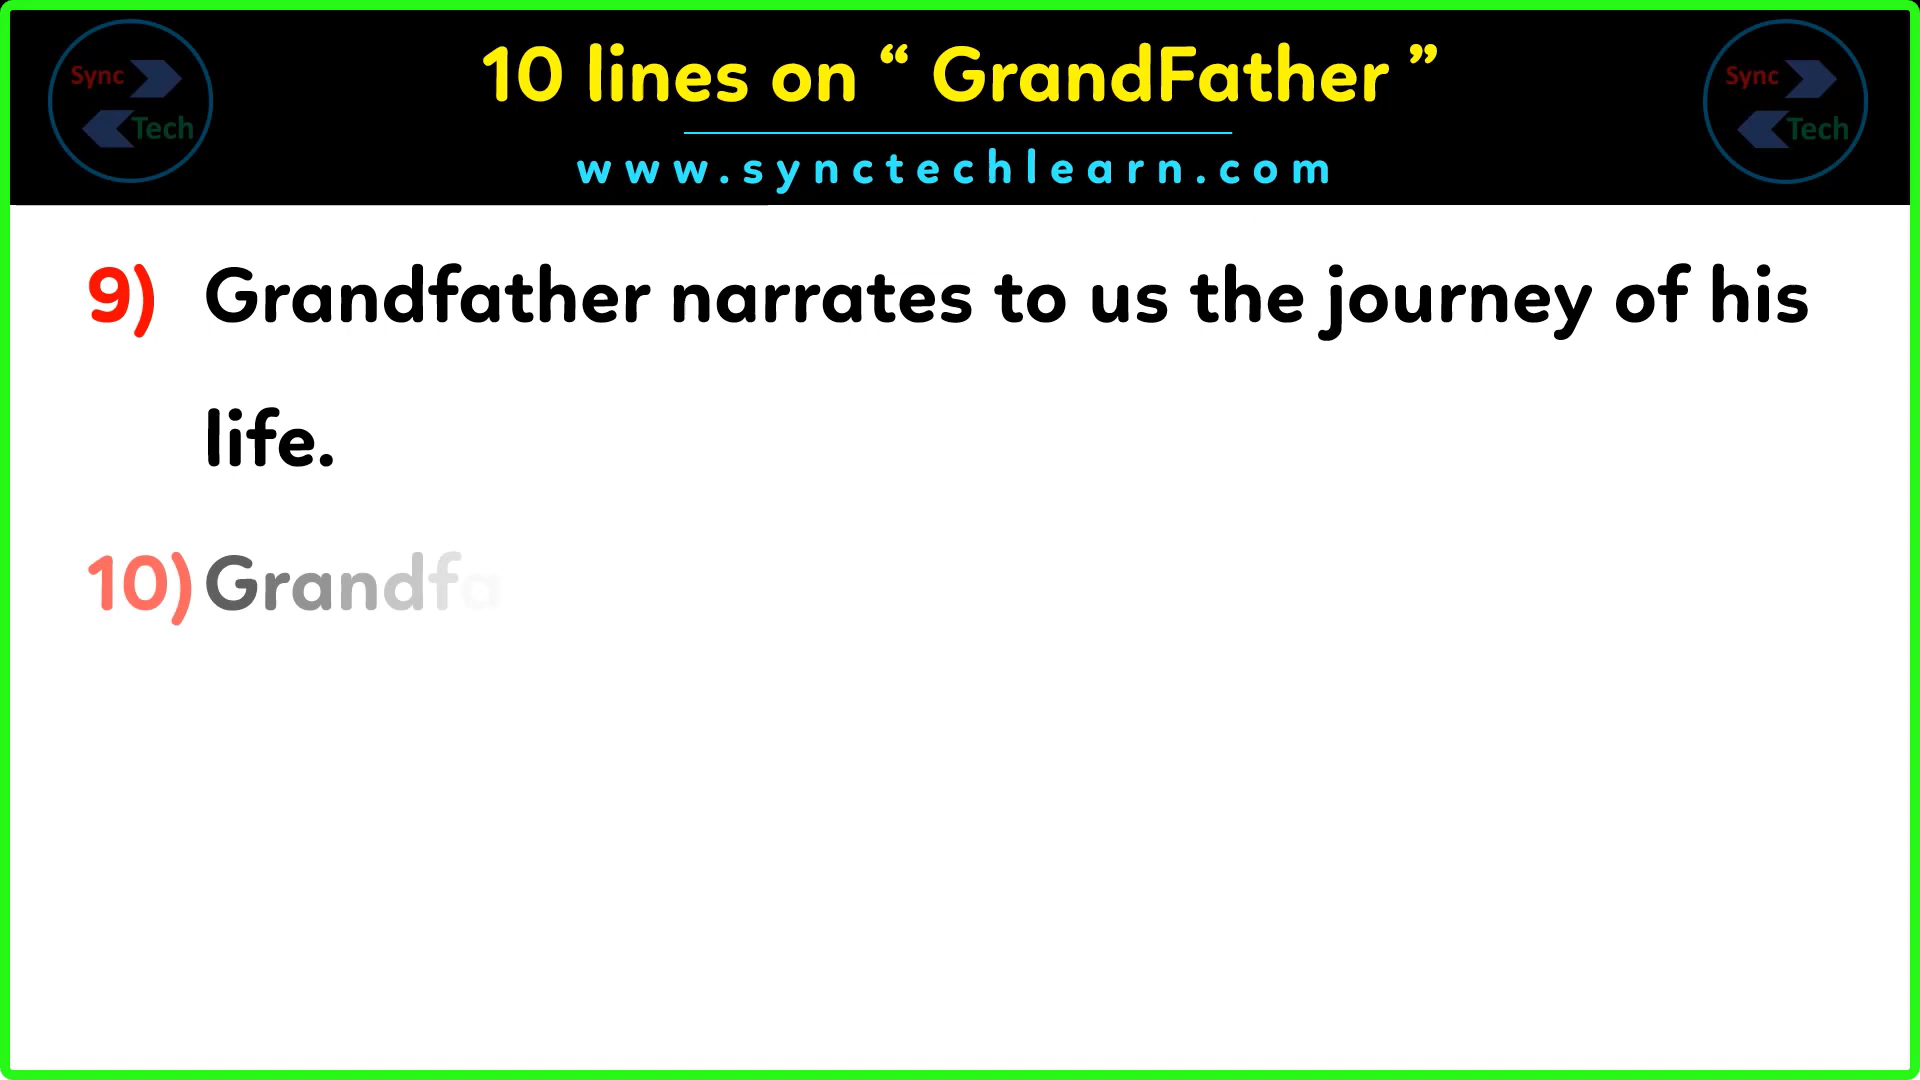 Sync
Tech
10 lines on “ GrandFather ”
www.synctechlearn.com
Sync
Tech
9) Grandfather narrates to us the journey of his
life.
10) Grandfa